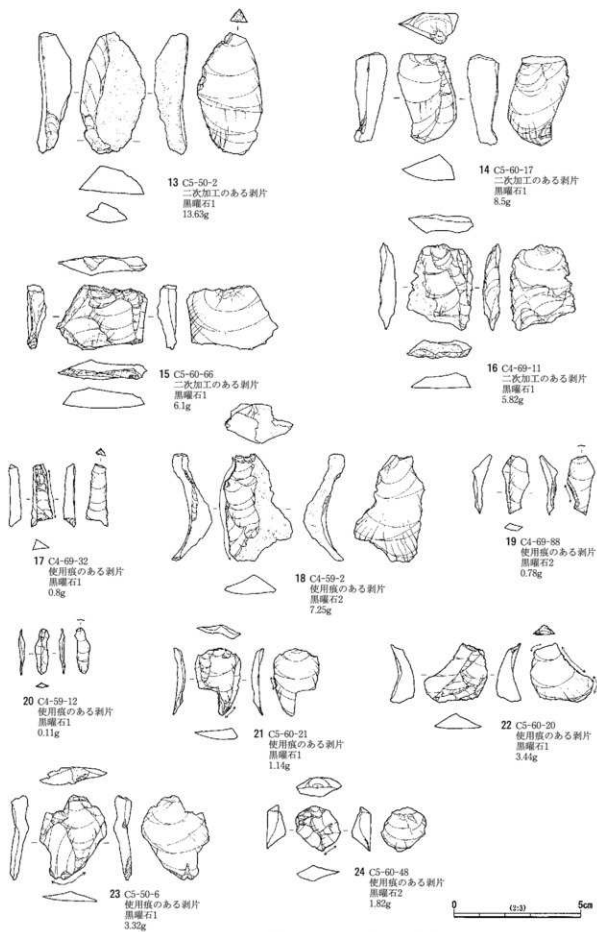 13 C5-50-2
二次加工のある剥片
黒曜石1
13.63g
14 C5-60-17
二次加工のある剥片
黒曜石1
8.5g
15 C5-60-66
二次加工のある剥片
黒曜石1
6.1g
16 C4-69-11
二次加工のある剥片
黒曜石1
5.82g
17 C4-69-32
使用痕のある剥片
黒曜石1
0.8g
18 C4-59-2
使用痕のある剥片
黒曜石2
7.25g
19 C4-69-88
使用痕のある剥片
黒曜石2
0.78g
20 C4-59-12
使用痕のある剥片
黒曜石1
0.11g
21 C5-60-21
使用痕のある剥片
黒曜石1
1.14g
22 C5-60-20
使用痕のある剥片
黒曜石1
3.44g
23 C5-50-6
使用痕のある剥片
黒曜石1
3.32g
24 C5-60-48
使用痕のある剥片
黒曜石2
1.82g
0 (2:3) 5cm